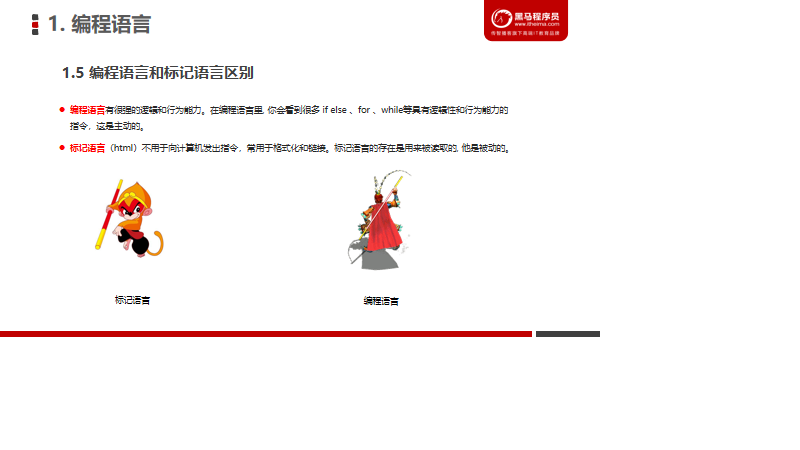 1. 编程语言
黑马程序员
www.itheima.com
传智播客旗下高端IT教育品牌
1.5 编程语言和标记语言区别
编程语言有很强的逻辑和行为能力。在编程语言里, 你会看到很多 if else 、for 、while等具有逻辑性和行为能力的
指令，这是主动的。
标记语言（html）不用于向计算机发出指令，常用于格式化和链接。标记语言的存在是用来被读取的, 他是被动的。
标记语言
编程语言